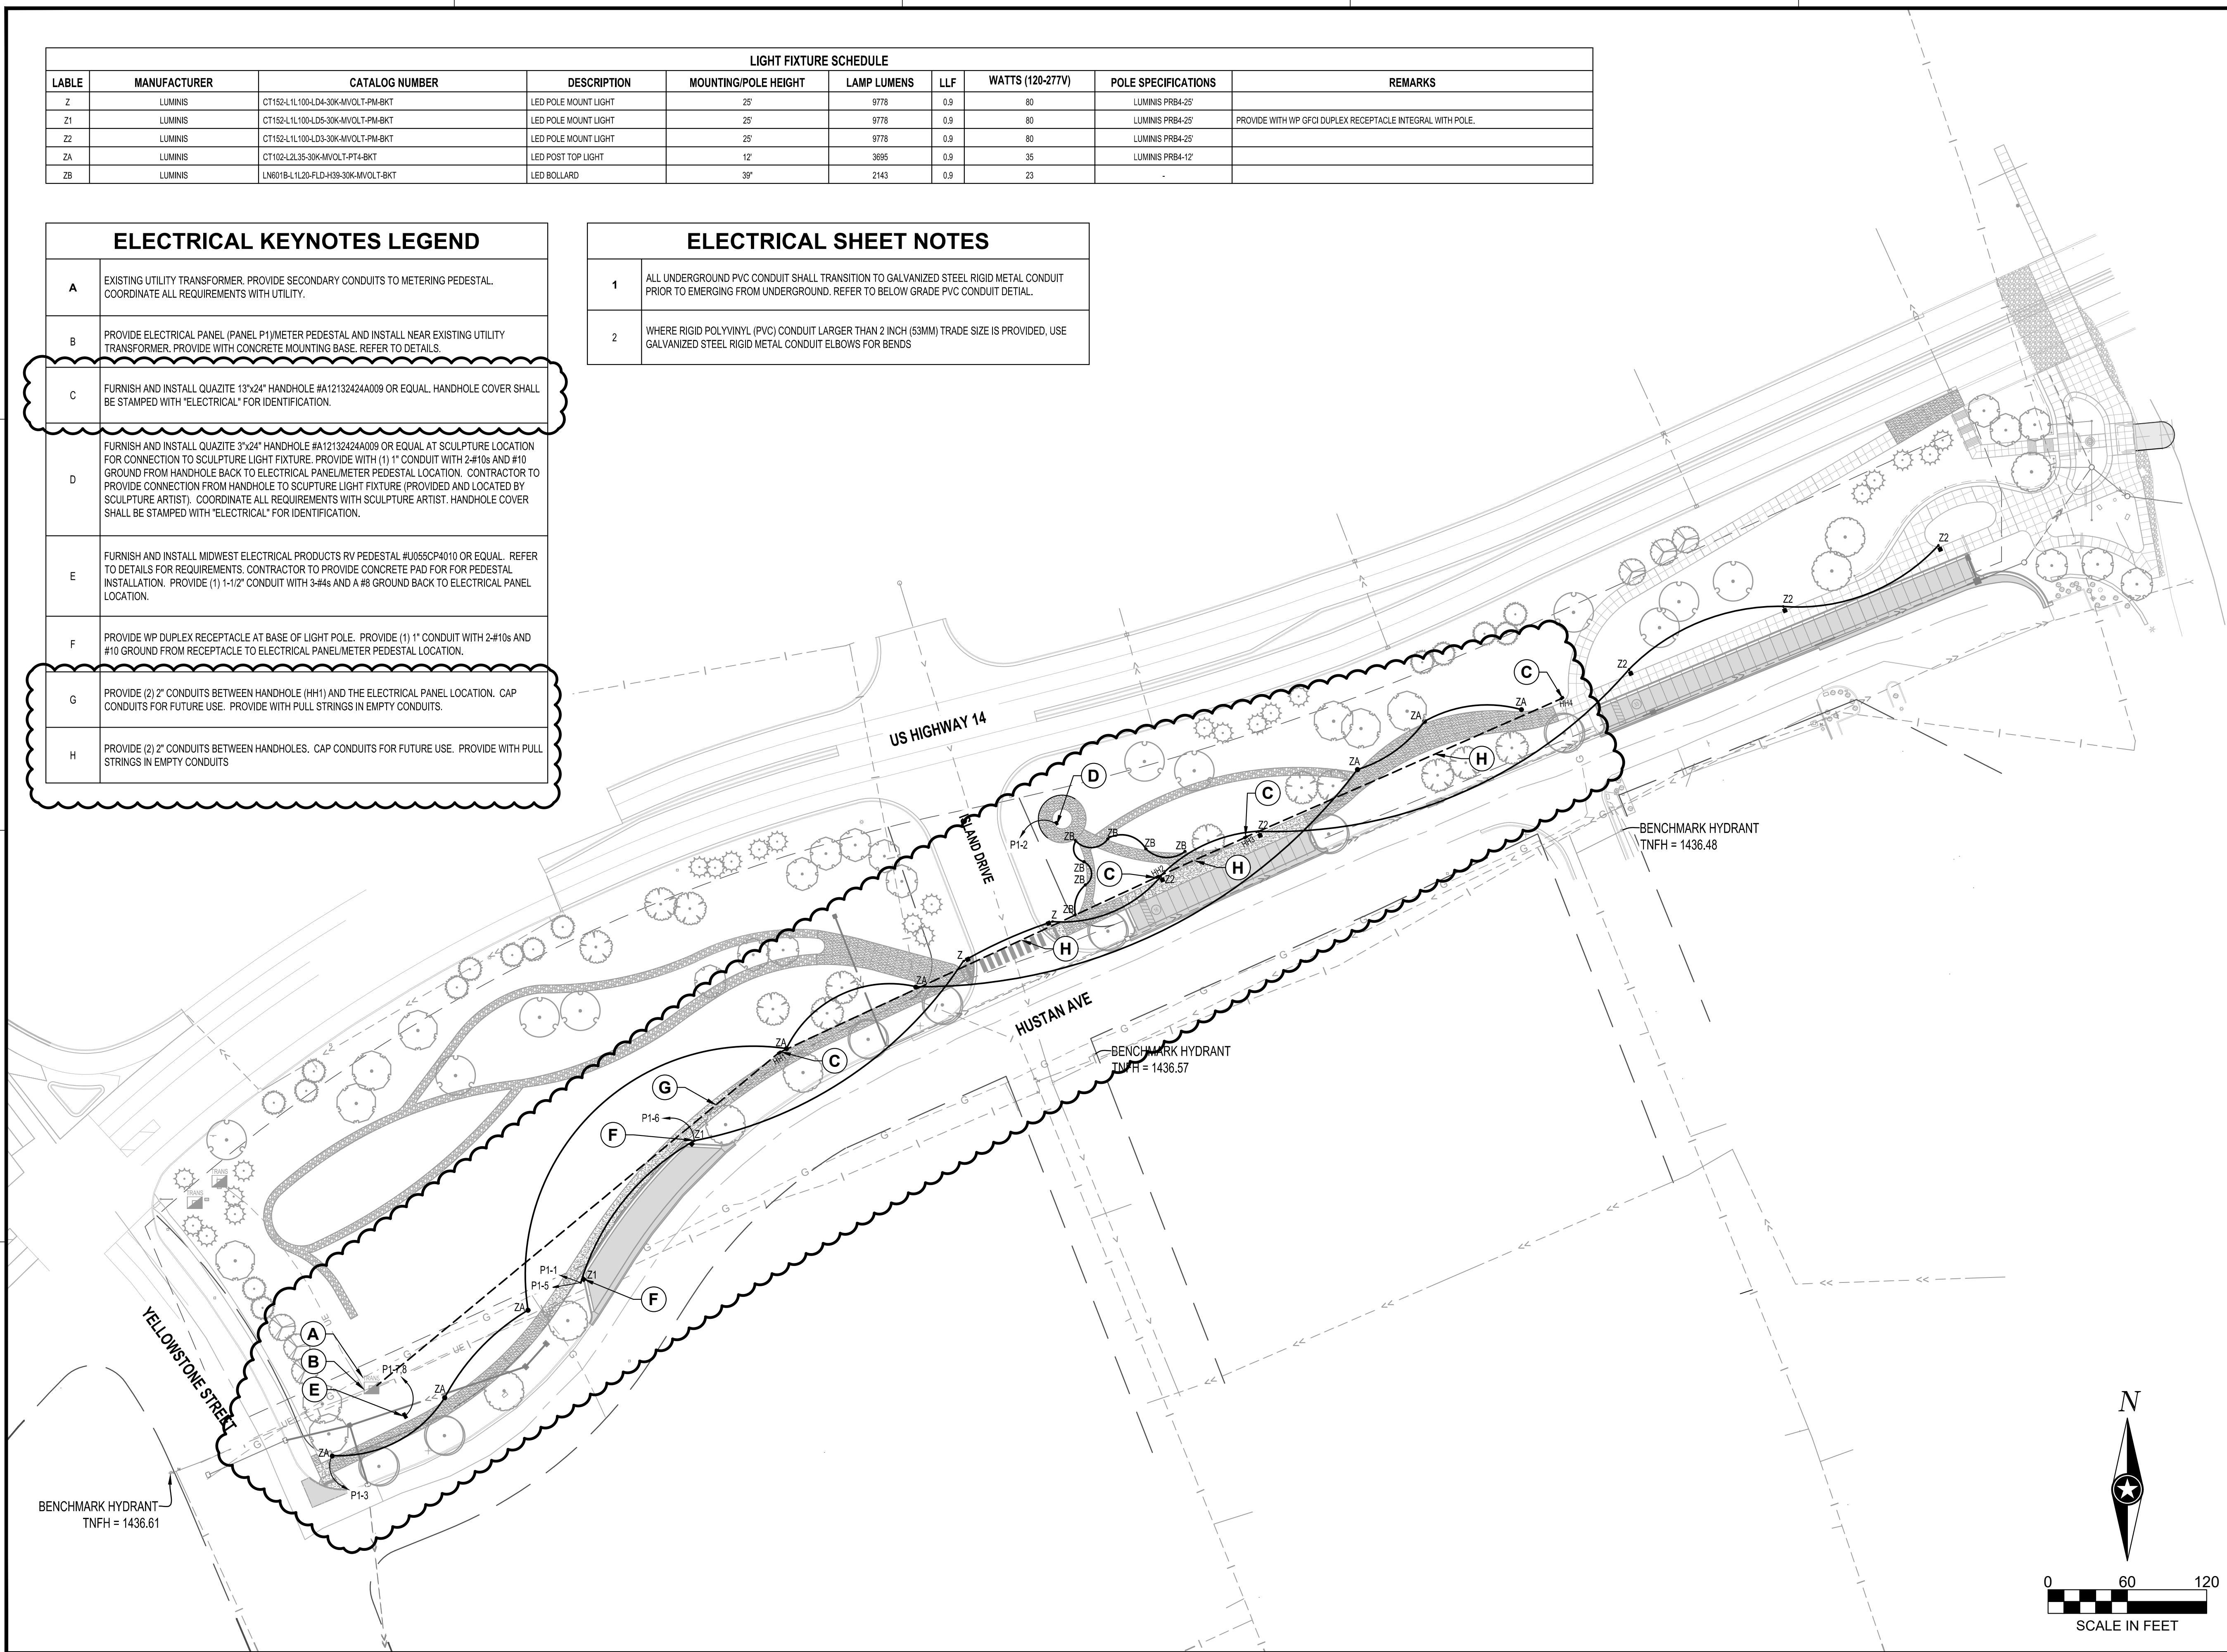 LIGHT FIXTURE SCHEDULE
LABLE MANUFACTURER CATALOG NUMBER DESCRIPTION MOUNTING/POLE HEIGHT LAMP LUMENS LLF WATTS (120-277V) POLE SPECIFICATIONS REMARKS
Z LUMINIS CT152-L1L100-LD4-30K-MVOLT-PM-BKT LED POLE MOUNT LIGHT 25' 9778 0.9 80 LUMINIS PRB4-25'
Z1 LUMINIS CT152-L1L100-LD5-30K-MVOLT-PM-BKT LED POLE MOUNT LIGHT 25' 9778 0.9 80 LUMINIS PRB4-25' PROVIDE WITH WP GFCI DUPLEX RECEPTACLE INTEGRAL WITH POLE.
Z2 LUMINIS CT152-L1L100-LD3-30K-MVOLT-PM-BKT LED POLE MOUNT LIGHT 25' 9778 0.9 80 LUMINIS PRB4-25'
ZA LUMINIS CT102-L2L35-30K-MVOLT-PT4-BKT LED POST TOP LIGHT 12' 3695 0.9 35 LUMINIS PRB4-12'
ZB LUMINIS LN601B-L1L20-FLD-H39-30K-MVOLT-BKT LED BOLLARD 39" 2143 0.9 23 -
ELECTRICAL KEYNOTES LEGEND
A
EXISTING UTILITY TRANSFORMER. PROVIDE SECONDARY CONDUITS TO METERING PEDESTAL.
COORDINATE ALL REQUIREMENTS WITH UTILITY.
B
PROVIDE ELECTRICAL PANEL (PANEL P1)/METER PEDESTAL AND INSTALL NEAR EXISTING UTILITY
TRANSFORMER. PROVIDE WITH CONCRETE MOUNTING BASE. REFER TO DETAILS.
C
FURNISH AND INSTALL QUAZITE 13"x24" HANDHOLE #A12132424A009 OR EQUAL. HANDHOLE COVER SHALL
BE STAMPED WITH "ELECTRICAL" FOR IDENTIFICATION.
D
FURNISH AND INSTALL QUAZITE 3"x24" HANDHOLE #A12132424A009 OR EQUAL AT SCULPTURE LOCATION
FOR CONNECTION TO SCULPTURE LIGHT FIXTURE. PROVIDE WITH (1) 1" CONDUIT WITH 2-#10s AND #10
GROUND FROM HANDHOLE BACK TO ELECTRICAL PANEL/METER PEDESTAL LOCATION. CONTRACTOR TO
PROVIDE CONNECTION FROM HANDHOLE TO SCUPTURE LIGHT FIXTURE (PROVIDED AND LOCATED BY
SCULPTURE ARTIST). COORDINATE ALL REQUIREMENTS WITH SCULPTURE ARTIST. HANDHOLE COVER
SHALL BE STAMPED WITH "ELECTRICAL" FOR IDENTIFICATION.
E
FURNISH AND INSTALL MIDWEST ELECTRICAL PRODUCTS RV PEDESTAL #U055CP4010 OR EQUAL. REFER
TO DETAILS FOR REQUIREMENTS. CONTRACTOR TO PROVIDE CONCRETE PAD FOR FOR PEDESTAL
INSTALLATION. PROVIDE (1) 1-1/2" CONDUIT WITH 3-#4s AND A #8 GROUND BACK TO ELECTRICAL PANEL
LOCATION.
F
PROVIDE WP DUPLEX RECEPTACLE AT BASE OF LIGHT POLE. PROVIDE (1) 1" CONDUIT WITH 2-#10s AND
#10 GROUND FROM RECEPTACLE TO ELECTRICAL PANEL/METER PEDESTAL LOCATION.
G
PROVIDE (2) 2" CONDUITS BETWEEN HANDHOLE (HH1) AND THE ELECTRICAL PANEL LOCATION. CAP
CONDUITS FOR FUTURE USE. PROVIDE WITH PULL STRINGS IN EMPTY CONDUITS.
H
PROVIDE (2) 2" CONDUITS BETWEEN HANDHOLES, CAP CONDUITS FOR FUTURE USE. PROVIDE WITH PULL
STRINGS IN EMPTY CONDUITS
ELECTRICAL SHEET NOTES
1
ALL UNDERGROUND PVC CONDUIT SHALL TRANSITION TO GALVANIZED STEEL RIGID METAL CONDUIT
PRIOR TO EMERGING FROM UNDERGROUND. REFER TO BELOW GRADE PVC CONDUIT DETIAL.
2
WHERE RIGID POLYVINYL (PVC) CONDUIT LARGER THAN 2 INCH (53MM) TRADE SIZE IS PROVIDED, USE
GALVANIZED STEEL RIGID METAL CONDUIT ELBOWS FOR BENDS
Z2
Z2
Z2
C
HH4
ZA
ZA
US HIGHWAY 14
H
ZA
D
C
ISLAND DRIVE
P1-2
ZB
ZB
ZB
ZB
Z2
BENCHMARK HYDRANT
TNFH = 1436.48
ZB
ZB
C
Z2
H
ZB
Z
H
Z
ZA
HUSTAN AVE
ZA
HH1
C
BENCHMARK HYDRANT
TNFH = 1436.57
G
P1-6
F
Z1
TRANS
TRANS
P1-1
P1-5
Z1
F
ZA
YELLOWSTONE STREET
UE
UE
A
B
E
TRANS
P1-7,8
ZA
UE
ZA
P1-3
BENCHMARK HYDRANT
TNFH = 1436.61
N
0 60 120
SCALE IN FEET